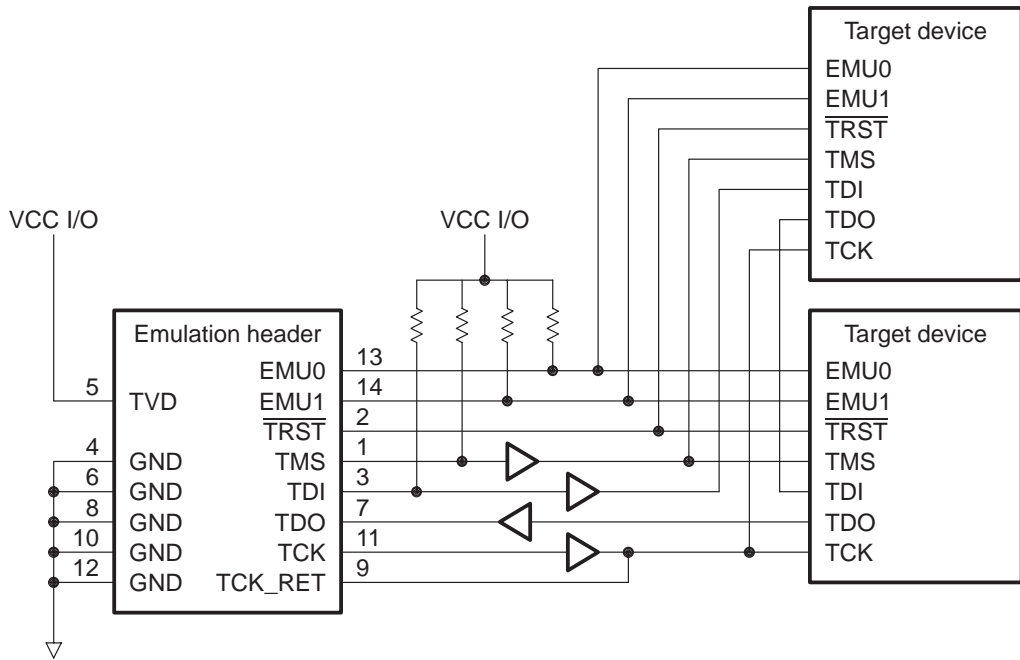 Target device
EMU0
EMU1
TRST
TMS
TDI
TDO
TCK
VCC I/O
VCC I/O
Emulation header
5
TVD
4
GND
6
GND
8
GND
10
GND
12
GND
EMU0
13
EMU1
14
TRST
2
TMS
1
TDI
3
TDO
7
TCK
11
TCK_RET
9
Target device
EMU0
EMU1
TRST
TMS
TDI
TDO
TCK